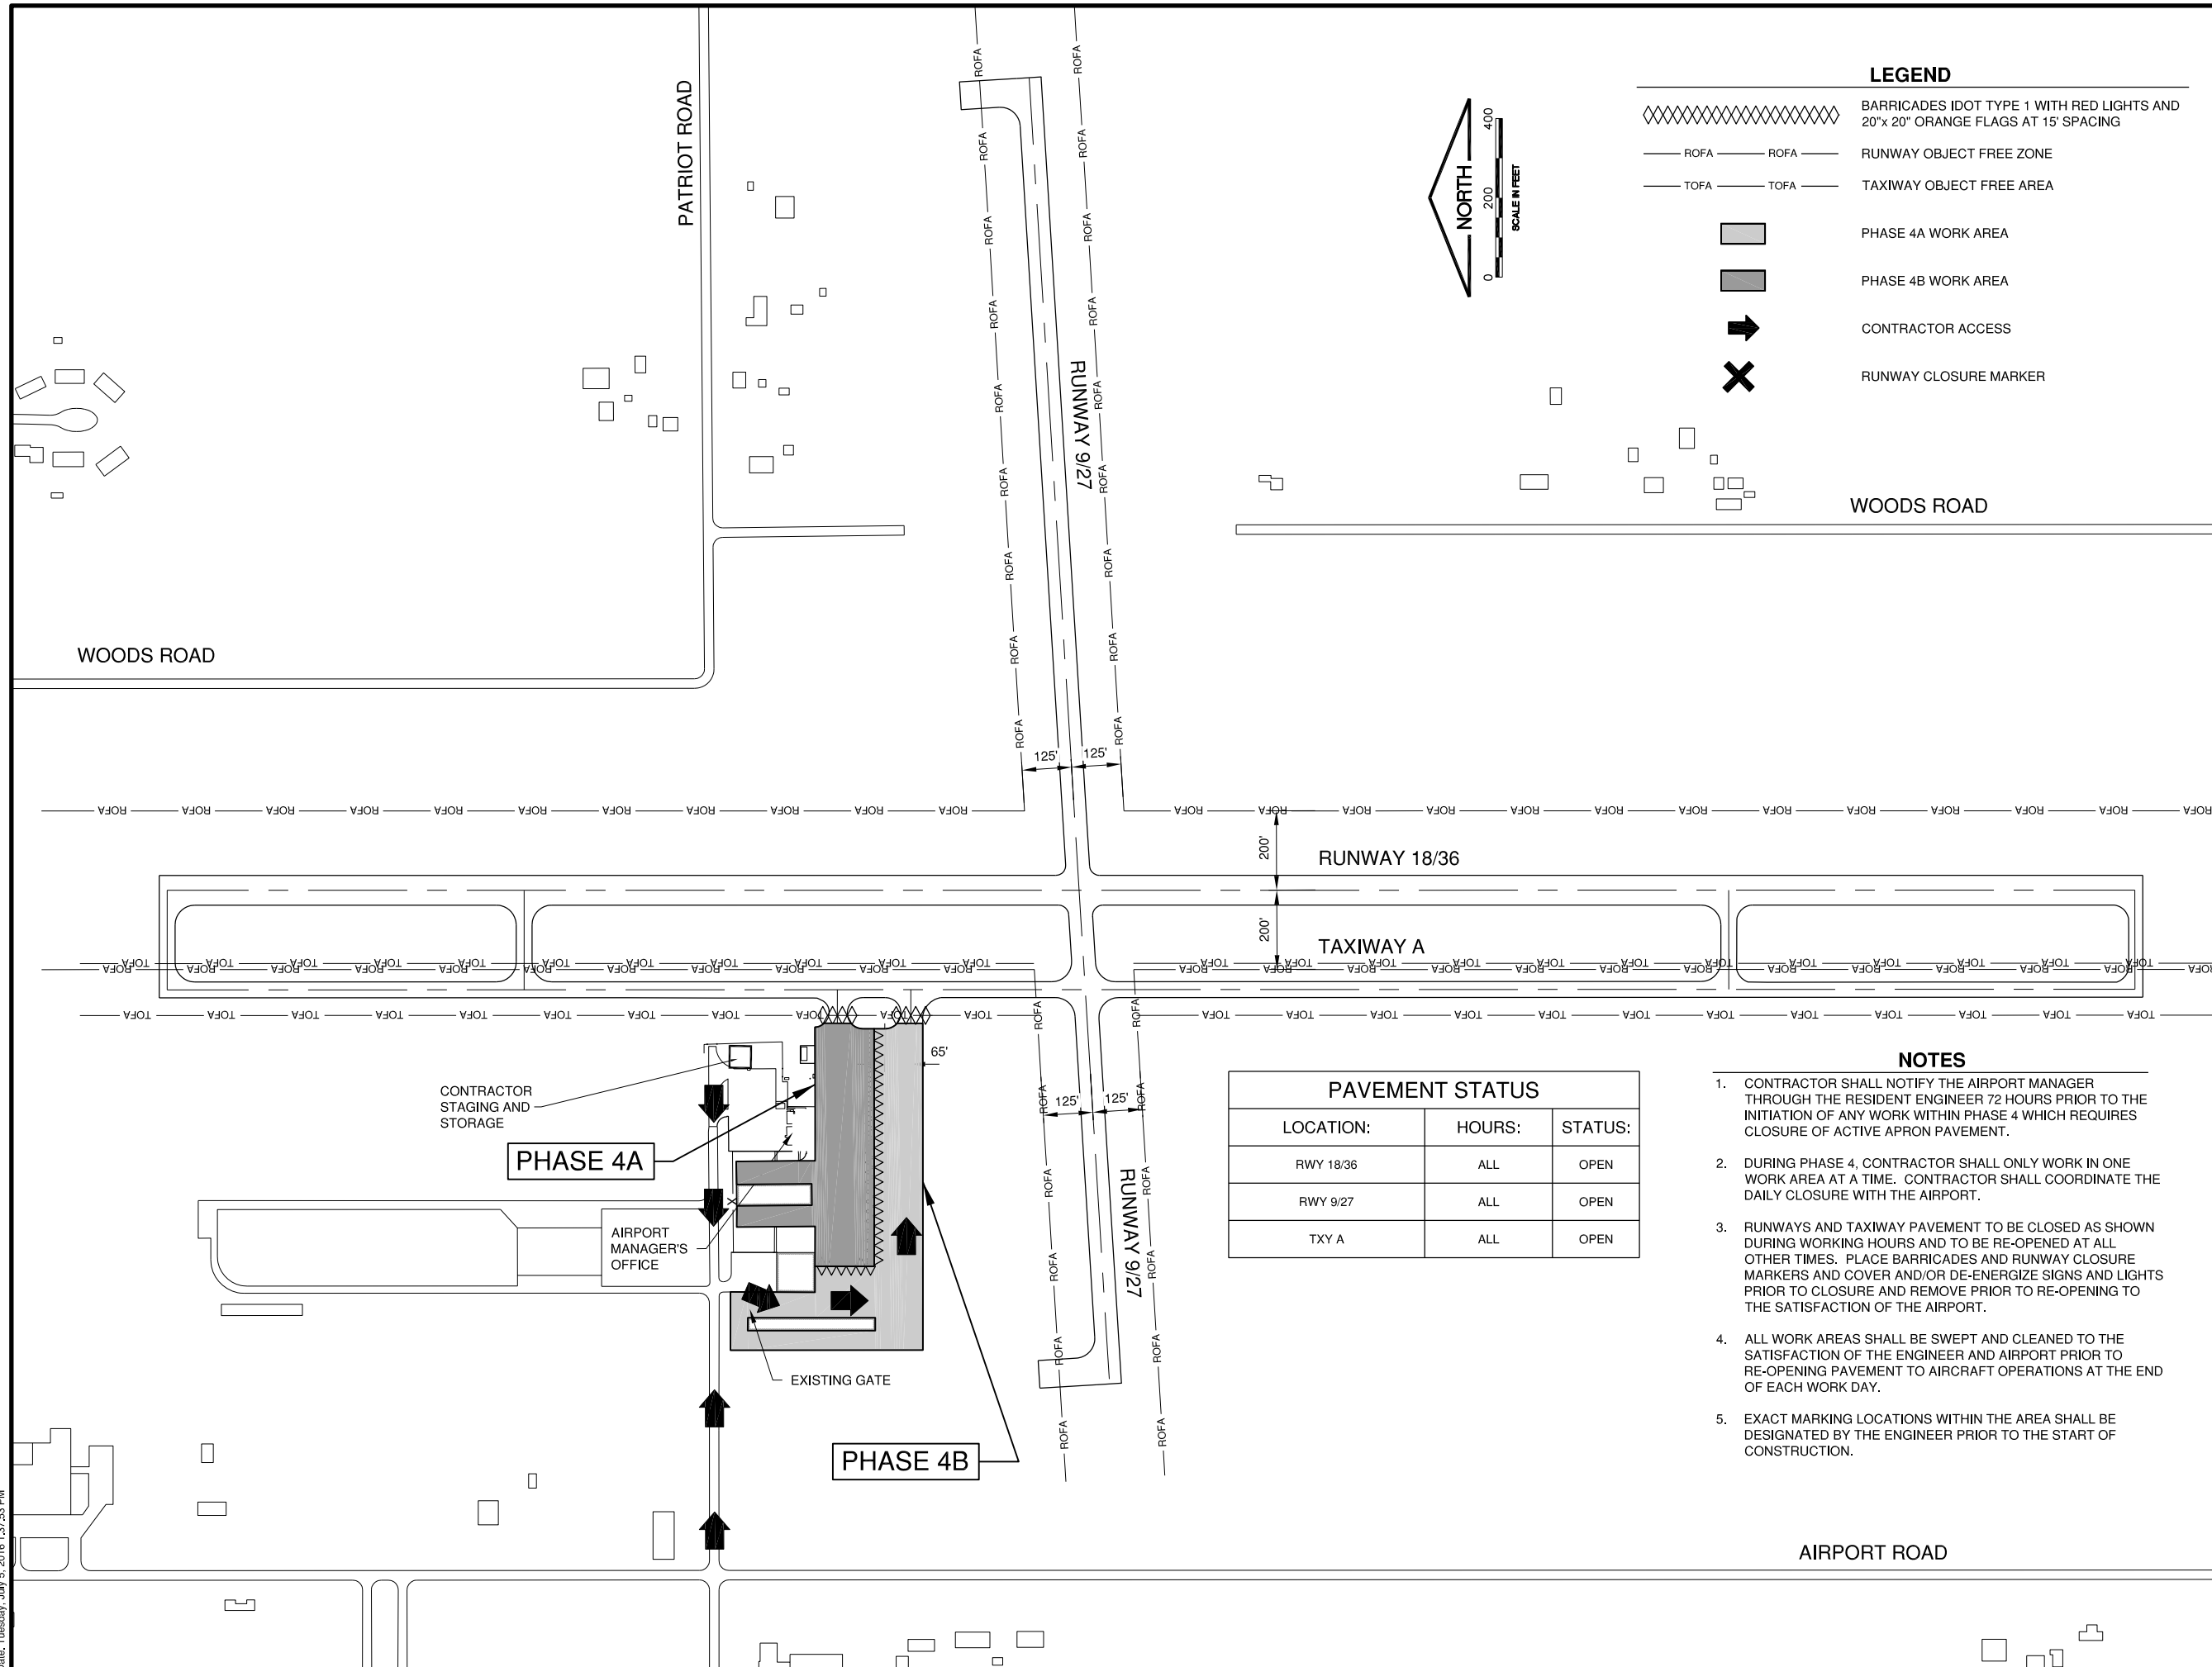 LEGEND
BARRICADES IDOT TYPE 1 WITH RED LIGHTS AND
20"x 20" ORANGE FLAGS AT 15' SPACING
ROFA ROFA RUNWAY OBJECT FREE ZONE
TOFA TOFA TAXIWAY OBJECT FREE AREA
PHASE 4A WORK AREA
PHASE 4B WORK AREA
CONTRACTOR ACCESS
RUNWAY CLOSURE MARKER
NORTH
0 200 400
SCALE IN FEET
PATRIOT ROAD
RUNWAY 9/27
WOODS ROAD
WOODS ROAD
125' 125'
200'
RUNWAY 18/36
200'
TAXIWAY A
65'
125' 125'
RUNWAY 9/27
CONTRACTOR
STAGING AND
STORAGE
PHASE 4A
AIRPORT
MANAGER'S
OFFICE
EXISTING GATE
PHASE 4B
PAVEMENT STATUS
LOCATION: HOURS: STATUS:
RWY 18/36 ALL OPEN
RWY 9/27 ALL OPEN
TXY A ALL OPEN
NOTES
1. CONTRACTOR SHALL NOTIFY THE AIRPORT MANAGER
THROUGH THE RESIDENT ENGINEER 72 HOURS PRIOR TO THE
INITIATION OF ANY WORK WITHIN PHASE 4 WHICH REQUIRES
CLOSURE OF ACTIVE APRON PAVEMENT.
2. DURING PHASE 4, CONTRACTOR SHALL ONLY WORK IN ONE
WORK AREA AT A TIME. CONTRACTOR SHALL COORDINATE THE
DAILY CLOSURE WITH THE AIRPORT.
3. RUNWAYS AND TAXIWAY PAVEMENT TO BE CLOSED AS SHOWN
DURING WORKING HOURS AND TO BE RE-OPENED AT ALL
OTHER TIMES. PLACE BARRICADES AND RUNWAY CLOSURE
MARKERS AND COVER AND/OR DE-ENERGIZE SIGNS AND LIGHTS
PRIOR TO CLOSURE AND REMOVE PRIOR TO RE-OPENING TO
THE SATISFACTION OF THE AIRPORT.
4. ALL WORK AREAS SHALL BE SWEPT AND CLEANED TO THE
SATISFACTION OF THE ENGINEER AND AIRPORT PRIOR TO
RE-OPENING PAVEMENT TO AIRCRAFT OPERATIONS AT THE END
OF EACH WORK DAY.
5. EXACT MARKING LOCATIONS WITHIN THE AREA SHALL BE
DESIGNATED BY THE ENGINEER PRIOR TO THE START OF
CONSTRUCTION.
AIRPORT ROAD